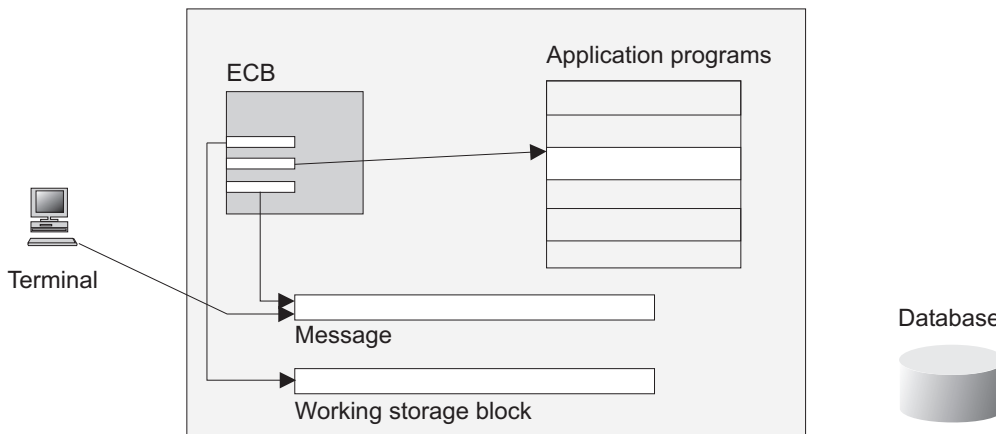 Application programs
ECB
Terminal
Message
Database
Working storage block